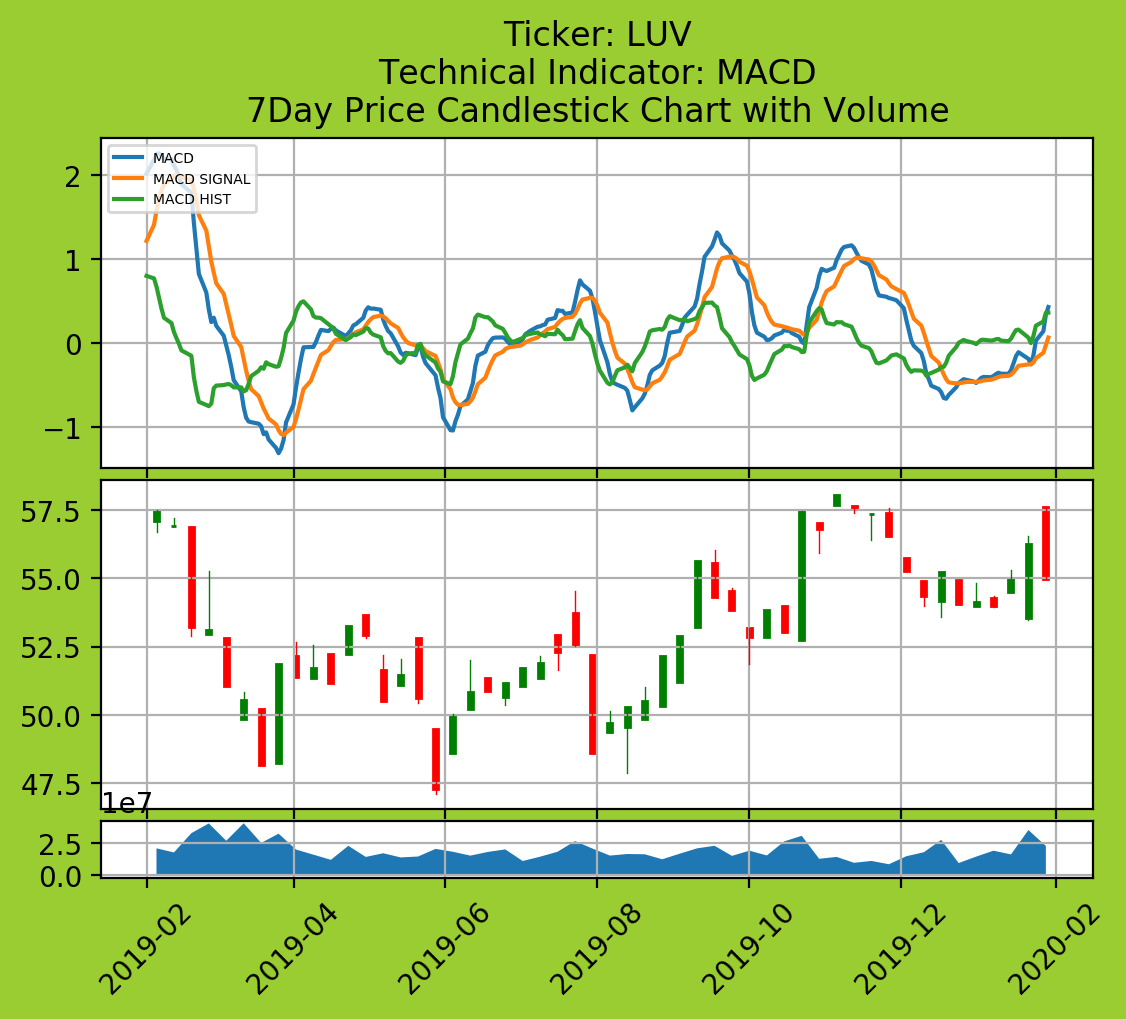 Ticker: LUV
Technical Indicator: MACD
7Day Price Candlestick Chart with Volume
MACD
MACD SIGNAL
MACD HIST
2
1
0
−1
57.5
55.0
52.5
50.0
47.5
1e7
2.5
0.0
2019-02
2019-04
2019-06
2019-08
2019-10
2019-12
2020-02